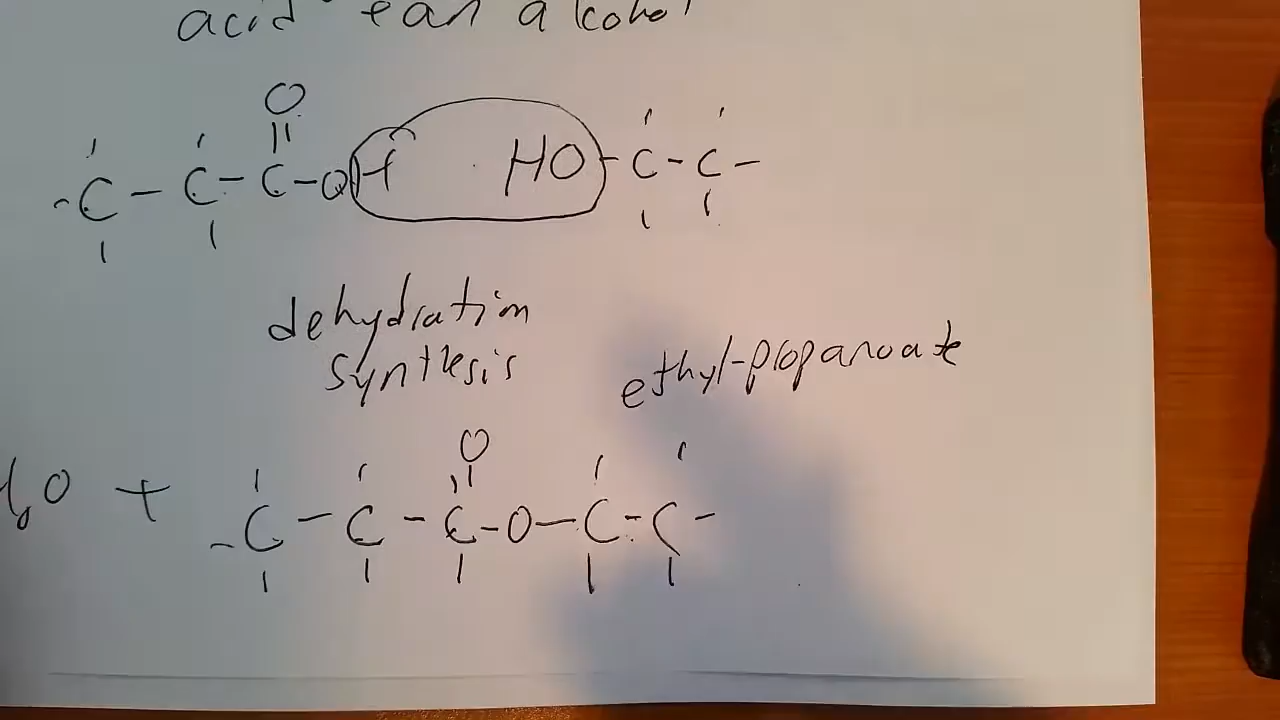 acid + an alcohol
O
C - C - C - OH HO - C - C -
dehydration
synthesis
ethyl-propanoate
O
H₂O + - C - C - C - O - C - C -